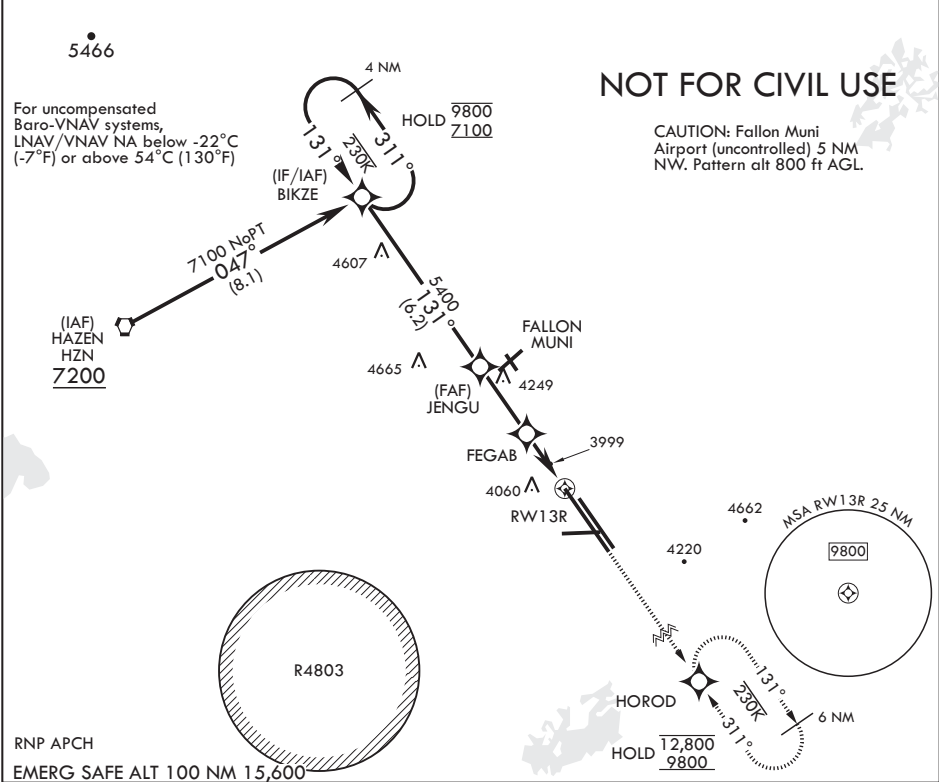 5466
For uncompensated
Baro-VNAV systems,
LNAV/VNAV NA below -22°C
(-7°F) or above 54°C (130°F)
4 NM
HOLD 9800
7100
131°
230K
311°
NOT FOR CIVIL USE
CAUTION: Fallon Muni
Airport (uncontrolled) 5 NM
NW. Pattern alt 800 ft AGL.
(IF/IAF)
BIKZE
7100 NoPT
047°
(8.1)
4607
5400
131°
(6.2)
(IAF)
HAZEN
HZN
7200
FALLON
MUNI
4665
4249
(FAF)
JENGU
FEGAB
3999
4060
RW13R
4662
4220
MSA RW13R 25 NM
9800
R4803
HOROD
131°
230K
311°
6 NM
HOLD 12,800
9800
RNP APCH
EMERG SAFE ALT 100 NM 15,600